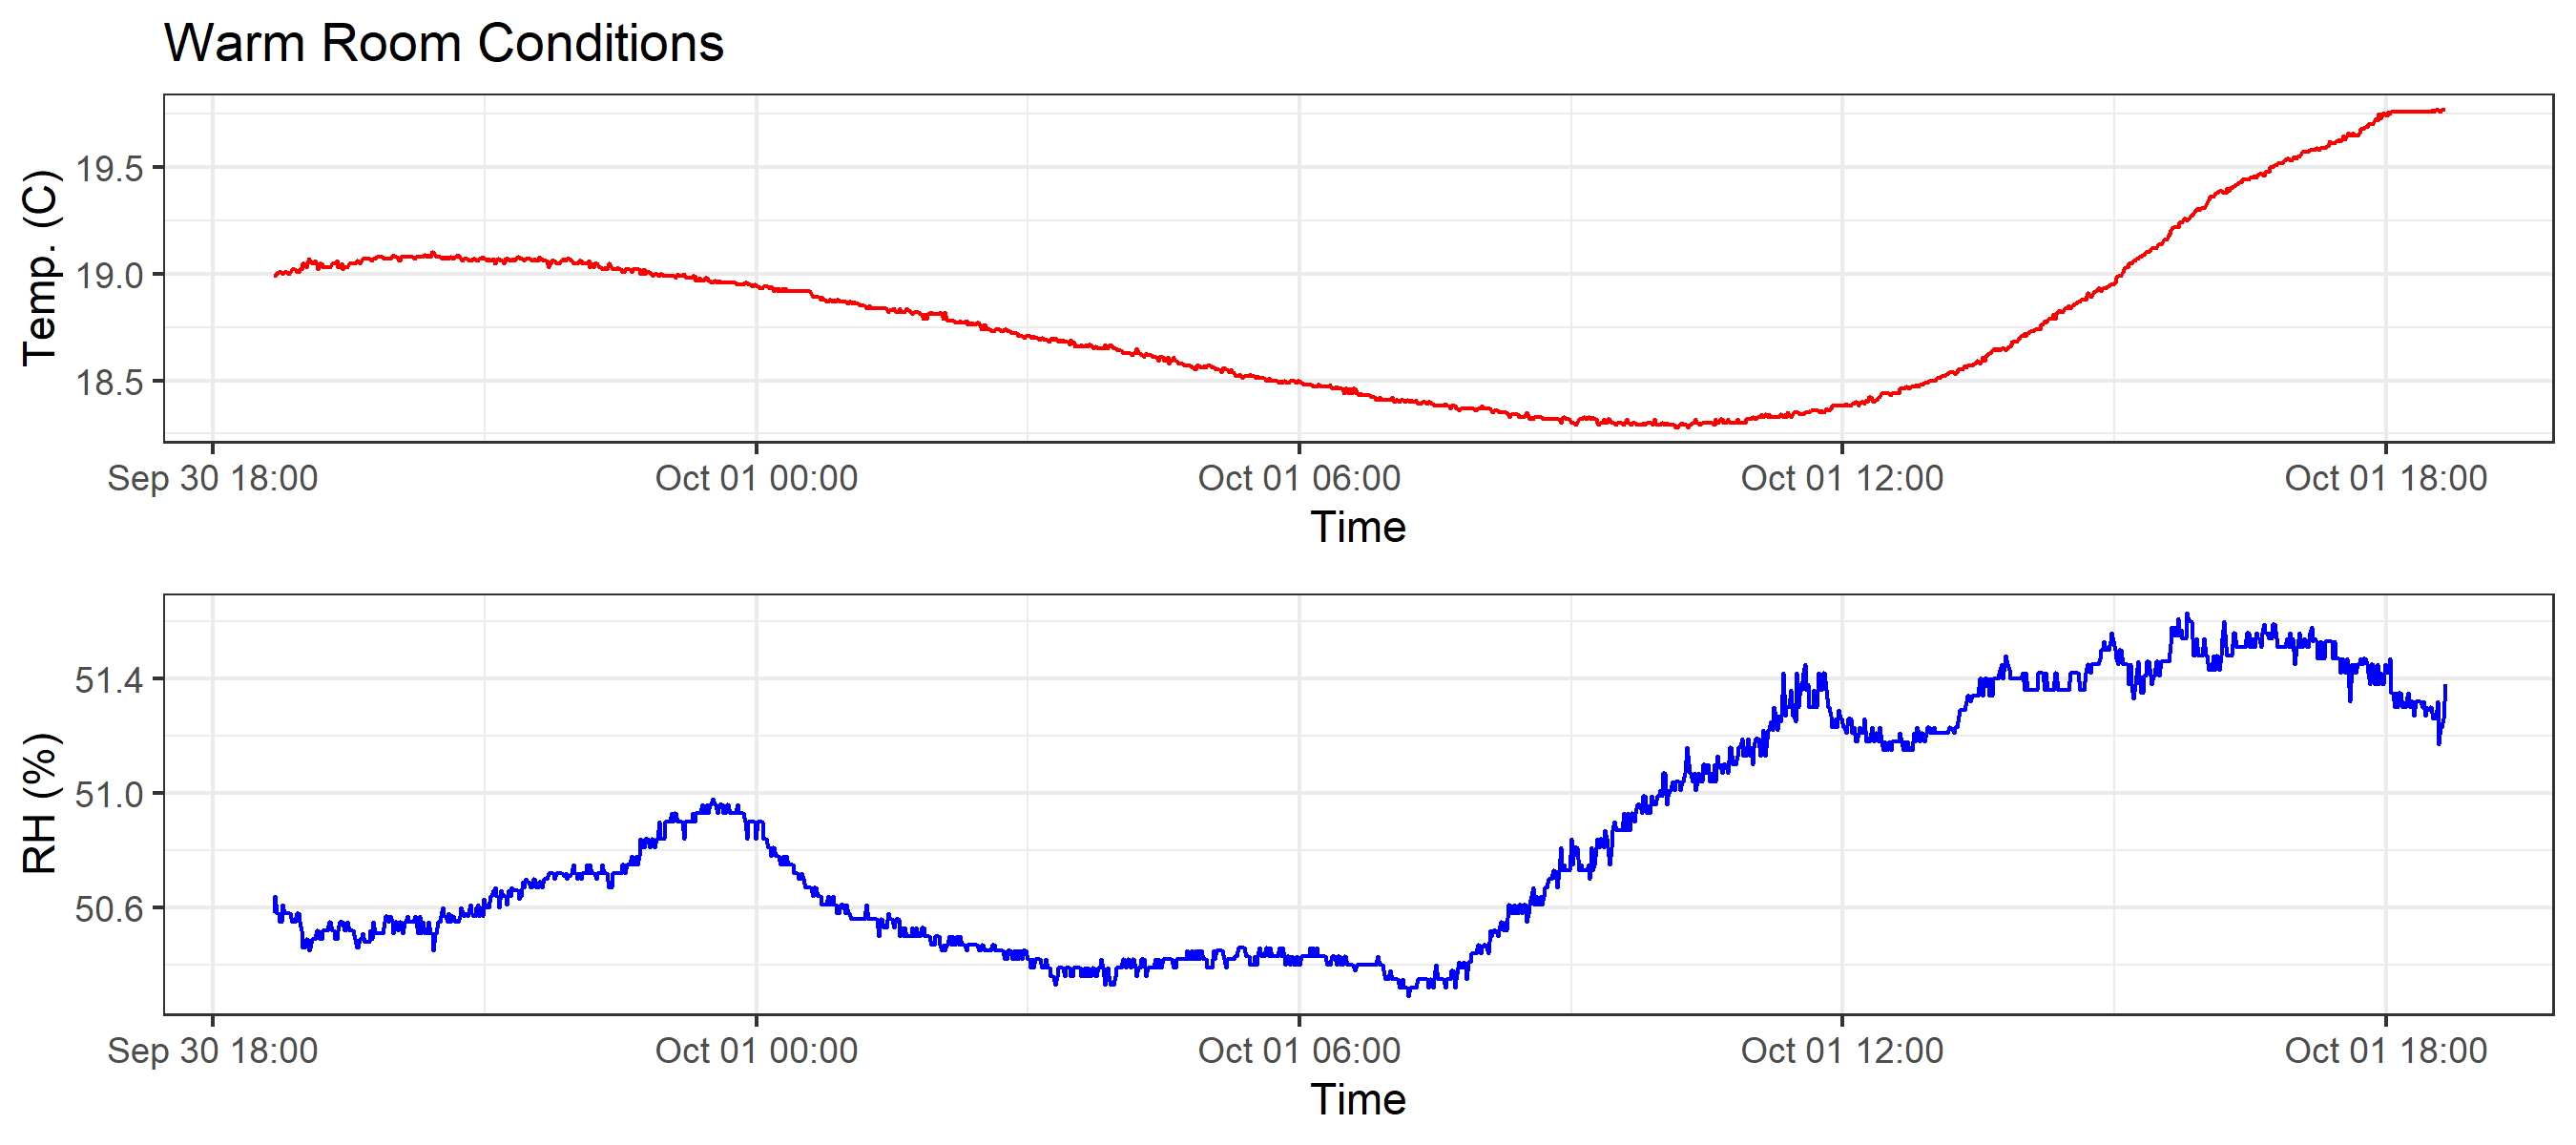 Warm Room Conditions
Temp. (C)
19.5
19.0
18.5
Sep 30 18:00 Oct 01 00:00 Oct 01 06:00 Oct 01 12:00 Oct 01 18:00
Time
RH (%)
51.4
51.0
50.6
Sep 30 18:00 Oct 01 00:00 Oct 01 06:00 Oct 01 12:00 Oct 01 18:00
Time